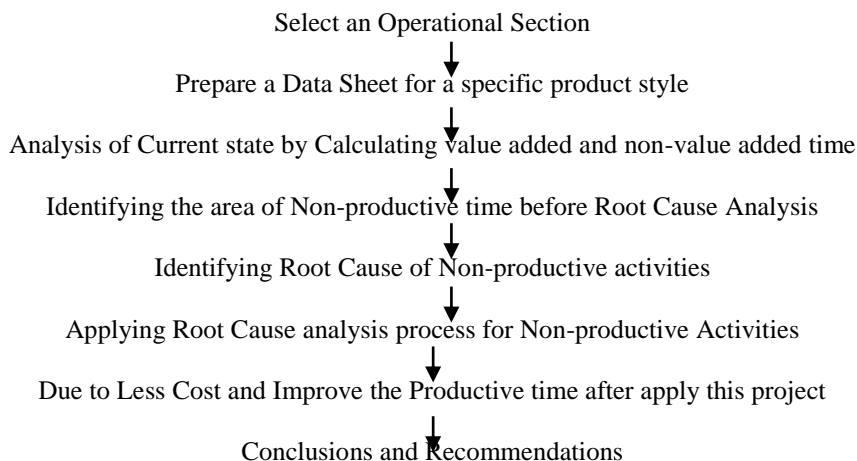 Select an Operational Section
Prepare a Data Sheet for a specific product style
Analysis of Current state by Calculating value added and non-value added time
Identifying the area of Non-productive time before Root Cause Analysis
Identifying Root Cause of Non-productive activities
Applying Root Cause analysis process for Non-productive Activities
Due to Less Cost and Improve the Productive time after apply this project
Conclusions and Recommendations